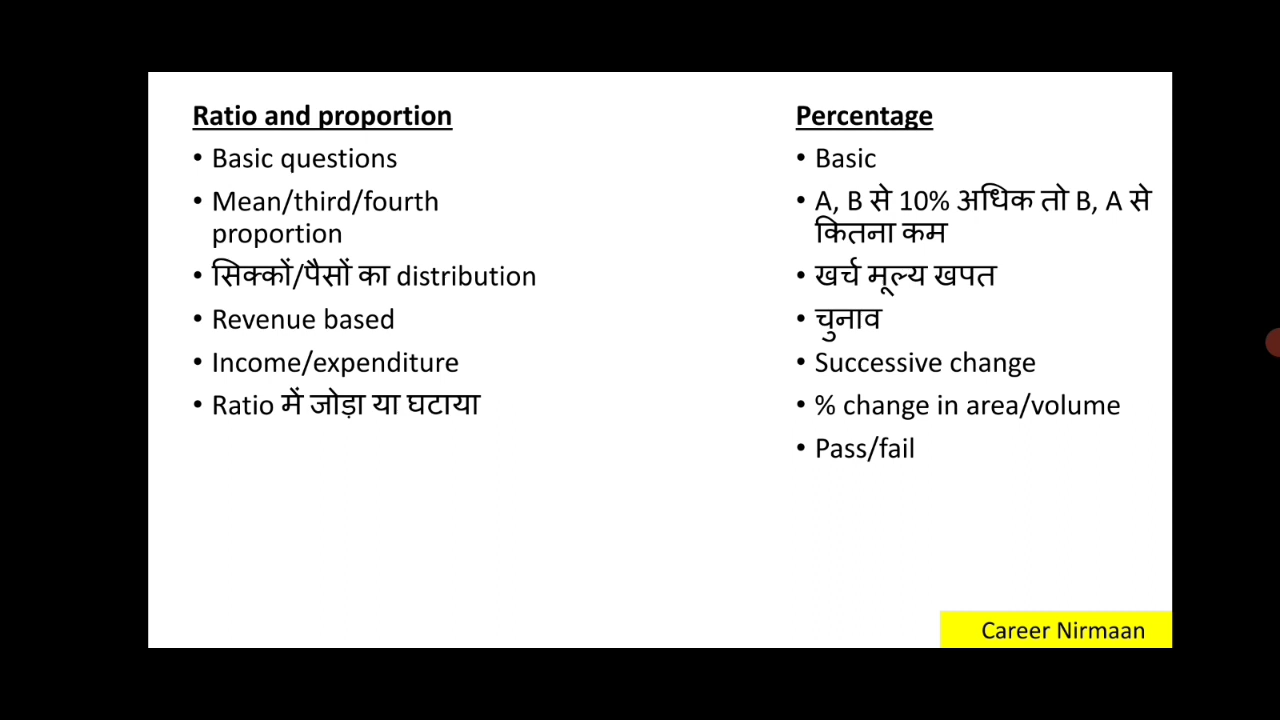 Ratio and proportion
• Basic questions
• Mean/third/fourth
proportion
• सिक्कों/पैसों का distribution
• Revenue based
• Income/expenditure
• Ratio में जोड़ा या घटाया
Percentage
• Basic
• A, B से 10% अधिक तो B, A से
कितना कम
• खर्च मूल्य खपत
• चुनाव
• Successive change
• % change in area/volume
• Pass/fail
Career Nirmaan